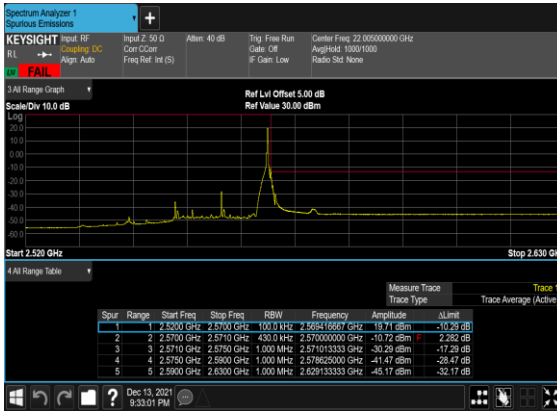 Spectrum Analyzer 1
Spurious Emissions
+
KEYSIGHT Input: RF Input Z: 50 Ω Atten: 40 dB Trig: Free Run Center Freq: 22.005000000 GHz
RL Coupling: DC Corr CCorr Gate: Off Avg|Hold: 1000/1000
Align: Auto Freq Ref: Int (S) IF Gain: Low Radio Std: None
LW FAIL
3 All Range Graph
Ref Lvl Offset 5.00 dB
Scale/Div 10.0 dB Ref Value 30.00 dBm
Log
20.0
10.0
0.00
-10.0
-20.0
-30.0
-40.0
-50.0
-60.0
Start 2.520 GHz Stop 2.630 GH
4 All Range Table
Measure Trace Trace 1
Trace Type Trace Average (Active
Spur Range Start Freq Stop Freq RBW Frequency Amplitude ΔLimit
1 1 2.5200 GHz 2.5700 GHz 100.0 kHz 2.569416667 GHz 19.71 dBm -10.29 dB
2 2 2.5700 GHz 2.5710 GHz 430.0 kHz 2.570000000 GHz -10.72 dBm F 2.282 dB
3 3 2.5710 GHz 2.5750 GHz 1.000 MHz 2.571013333 GHz -30.29 dBm -17.29 dB
4 4 2.5750 GHz 2.5900 GHz 1.000 MHz 2.578625000 GHz -41.47 dBm -28.47 dB
5 5 2.5900 GHz 2.6300 GHz 1.000 MHz 2.629133333 GHz -45.17 dBm -32.17 dB
? Dec 13, 2021
9:33:01 PM